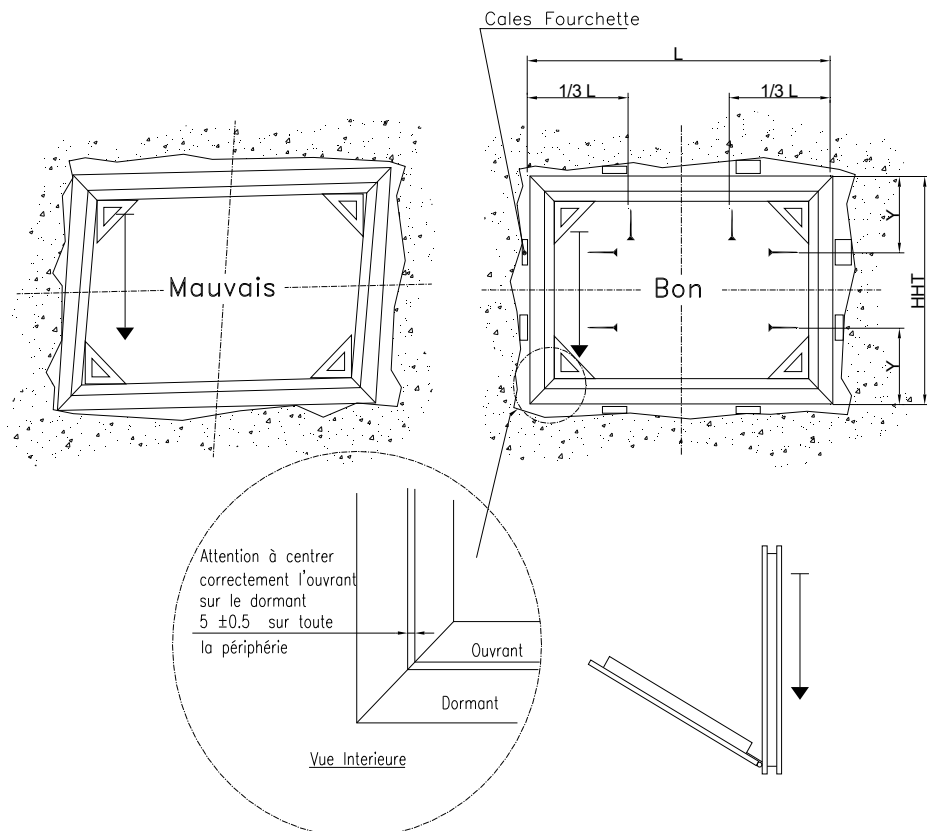 Cales Fourchette
L
1/3 L
1/3 L
Y
HHT
Mauvais
Bon
Y
Attention à centrer
correctement l'ouvrant
sur le dormant
5 ±0.5 sur toute
la périphérie
Ouvrant
Dormant
Vue Interieure